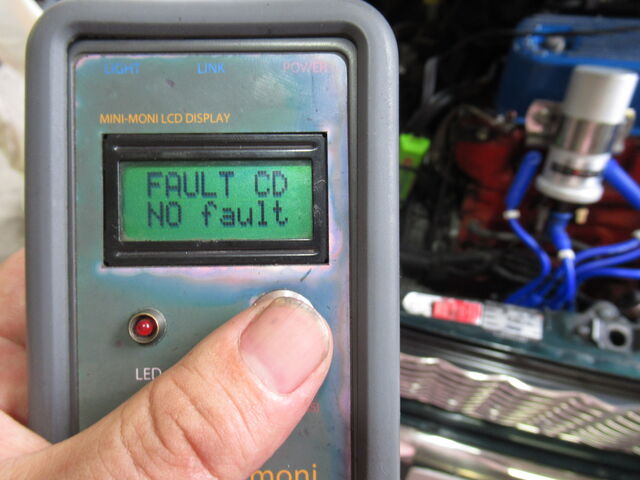 LIGHT LINK POWER
MINI-MONI LCD DISPLAY
FAULT CD
NO fault
LED
moni